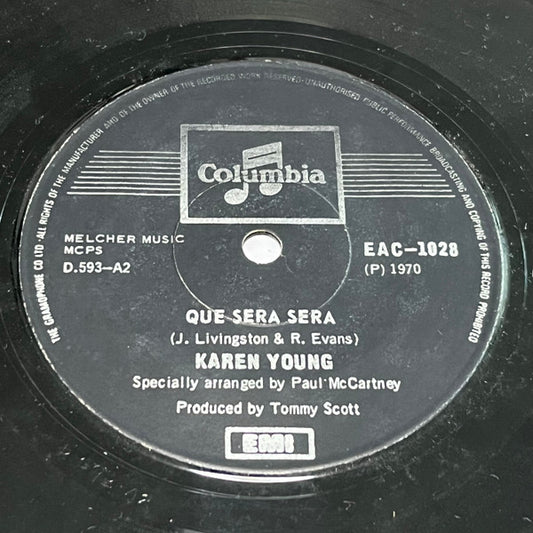 THE GRAMOPHONE CO LTD · ALL RIGHTS OF THE MANUFACTURER AND OF THE OWNER OF THE RECORDED WORK RESERVED · UNAUTHORISED PUBLIC PERFORMANCE BROADCASTING AND COPYING OF THIS RECORD PROHIBITED
Columbia
MELCHER MUSIC
MCPS
D.593-A2
EAC-1028
(P) 1970
QUE SERA SERA
(J. Livingston & R. Evans)
KAREN YOUNG
Specially arranged by Paul McCartney
Produced by Tommy Scott
EMI